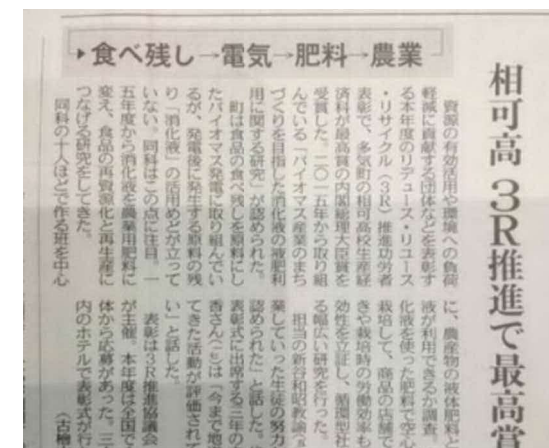 食べ残し→電気→肥料→農業
相可高 3R推進で最高賞
資源の有効活用や環境への負荷
軽減に貢献する団体などを表彰す
る本年度のリデュース・リユース
・リサイクル（3R）推進功労者
表彰で、多気町の相可高校生産経
済科が最高賞の内閣総理大臣賞を
受賞した。二〇一五年から取り組
んでいる「バイオマス産業のまち
づくりを目指した消化液の液肥利
用に関する研究」が認められた。
町は食品の食べ残しを原料にし
たバイオマス発電に取り組んでい
るが、発電後に発生する原料の残
り「消化液」の活用めどが立って
いない。同科はこの点に注目。一
五年度から消化液を農業用肥料に
変え、食品の再資源化と再生産に
つなげる研究をしてきた。
同科の十人ほどで作る班を中心
に、農産物の液体肥料と
液が利用できるか調査
化液を使った肥料で空心
栽培して、商品の店舗で
きや栽培時の労働効率も
効性を立証し、循環型社
る幅広い研究を行った。
担当の新谷和昭教諭
業していった生徒の努力
認められた」と話した。
表彰式に出席する三年の
香さん
は「今まで地
てきた活動が評価されて
い」と話した。
表彰は3R推進協議会
が主催。本年度は全国で
体から応募があった。三
内のホテルで表彰式が行